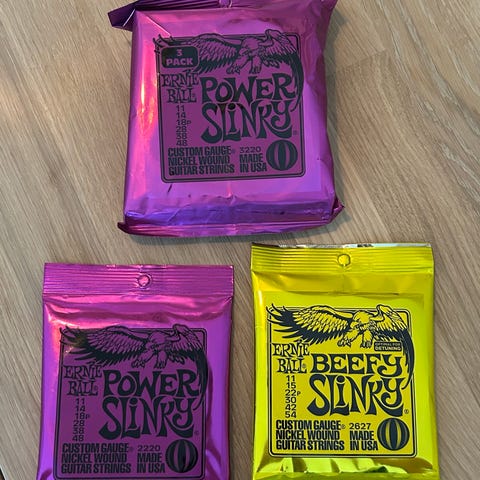 3 PACK
ERNIE BALL
POWER SLINKY®
11
14
18P
28
38
48
CUSTOM GAUGE® 3220
NICKEL WOUND MADE
GUITAR STRINGS IN USA
ERNIE BALL
POWER SLINKY®
11
14
18P
28
38
48
CUSTOM GAUGE® 2220
NICKEL WOUND MADE
GUITAR STRINGS IN USA
OPTIMAL FOR
DETUNING
ERNIE BALL
BEEFY SLINKY®
11
15
22P
30
42
54
CUSTOM GAUGE® 2627
NICKEL WOUND MADE
GUITAR STRINGS IN USA